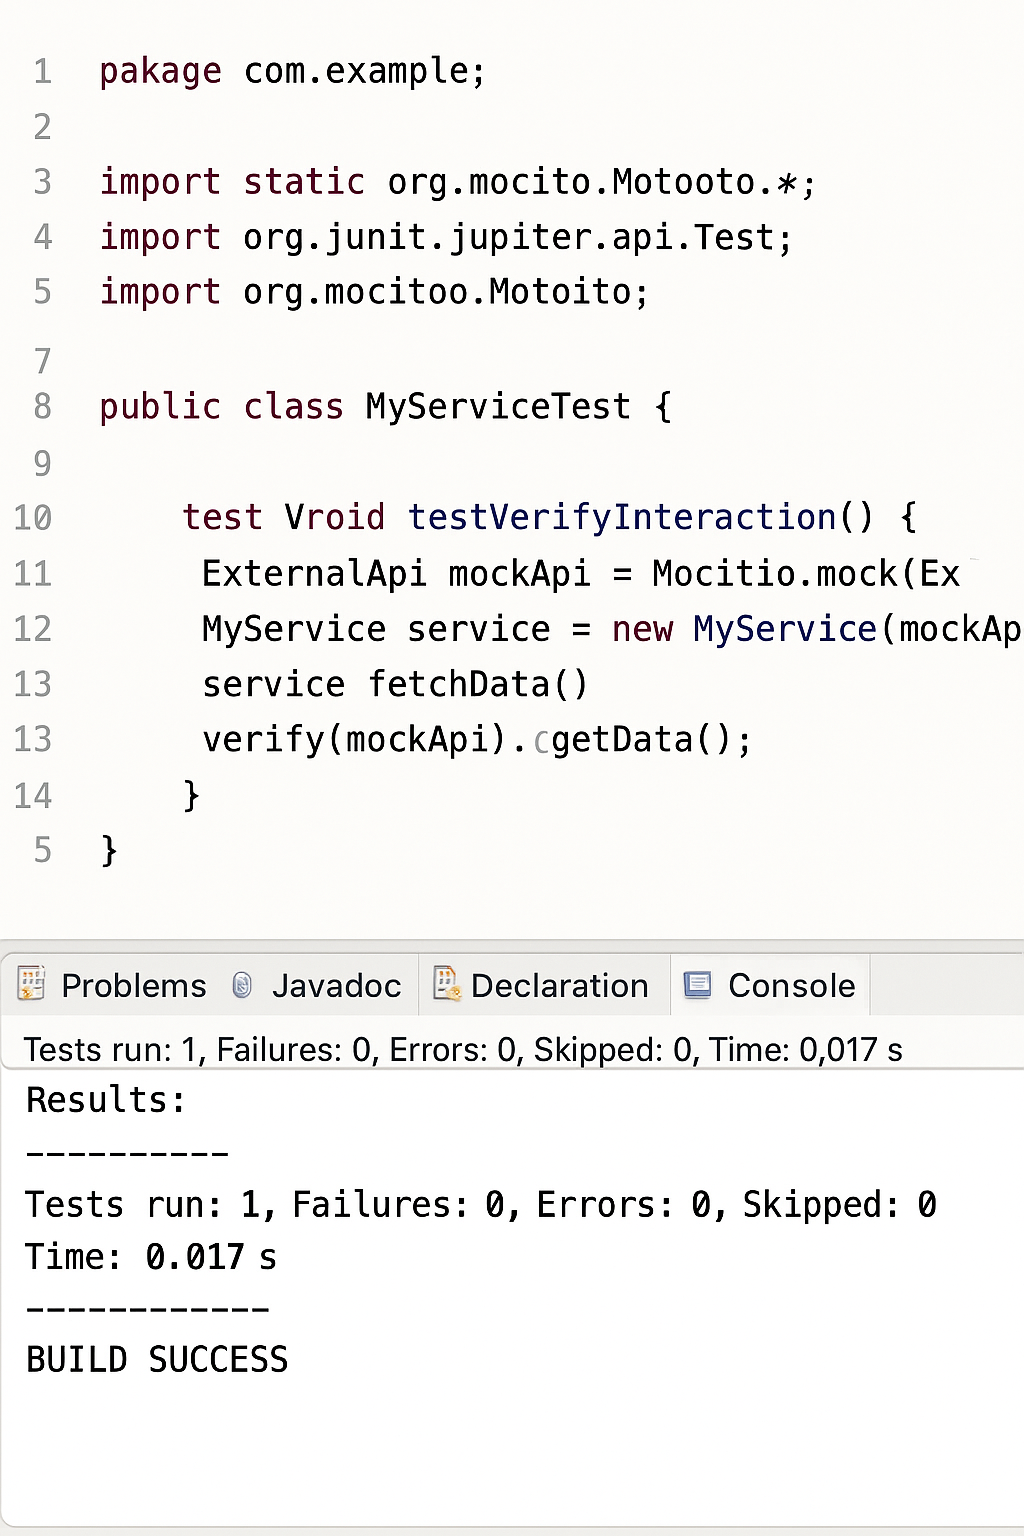 1 pakage com.example;
2
3 import static org.mocito.Motooto.*;
4 import org.junit.jupiter.api.Test;
5 import org.mocitoo.Motoito;
7
8 public class MyServiceTest {
9
10 test Vroid testVerifyInteraction() {
11 ExternalApi mockApi = Mocitio.mock(Ex
12 MyService service = new MyService(mockAp
13 service fetchData()
13 verify(mockApi).cgetData();
14 }
5 }
Problems Javadoc Declaration Console
Tests run: 1, Failures: 0, Errors: 0, Skipped: 0, Time: 0,017 s
Results:
----------
Tests run: 1, Failures: 0, Errors: 0, Skipped: 0
Time: 0.017 s
------------
BUILD SUCCESS